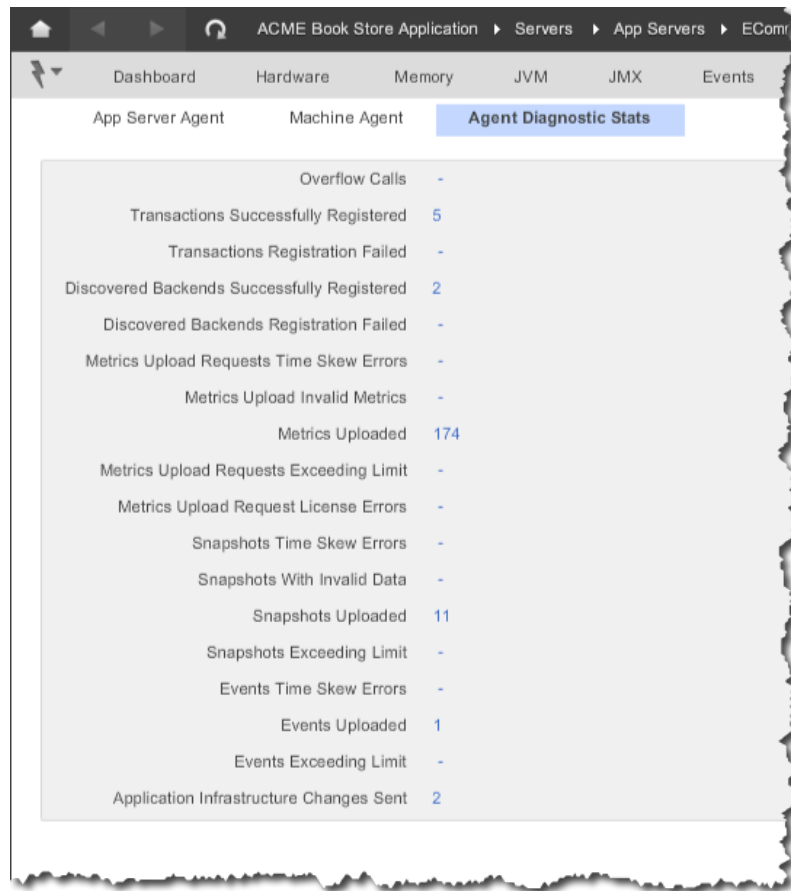 ACME Book Store Application Servers App Servers EComm
Dashboard Hardware Memory JVM JMX Events
App Server Agent Machine Agent Agent Diagnostic Stats
Overflow Calls -
Transactions Successfully Registered 5
Transactions Registration Failed -
Discovered Backends Successfully Registered 2
Discovered Backends Registration Failed -
Metrics Upload Requests Time Skew Errors -
Metrics Upload Invalid Metrics -
Metrics Uploaded 174
Metrics Upload Requests Exceeding Limit -
Metrics Upload Request License Errors -
Snapshots Time Skew Errors -
Snapshots With Invalid Data -
Snapshots Uploaded 11
Snapshots Exceeding Limit -
Events Time Skew Errors -
Events Uploaded 1
Events Exceeding Limit -
Application Infrastructure Changes Sent 2